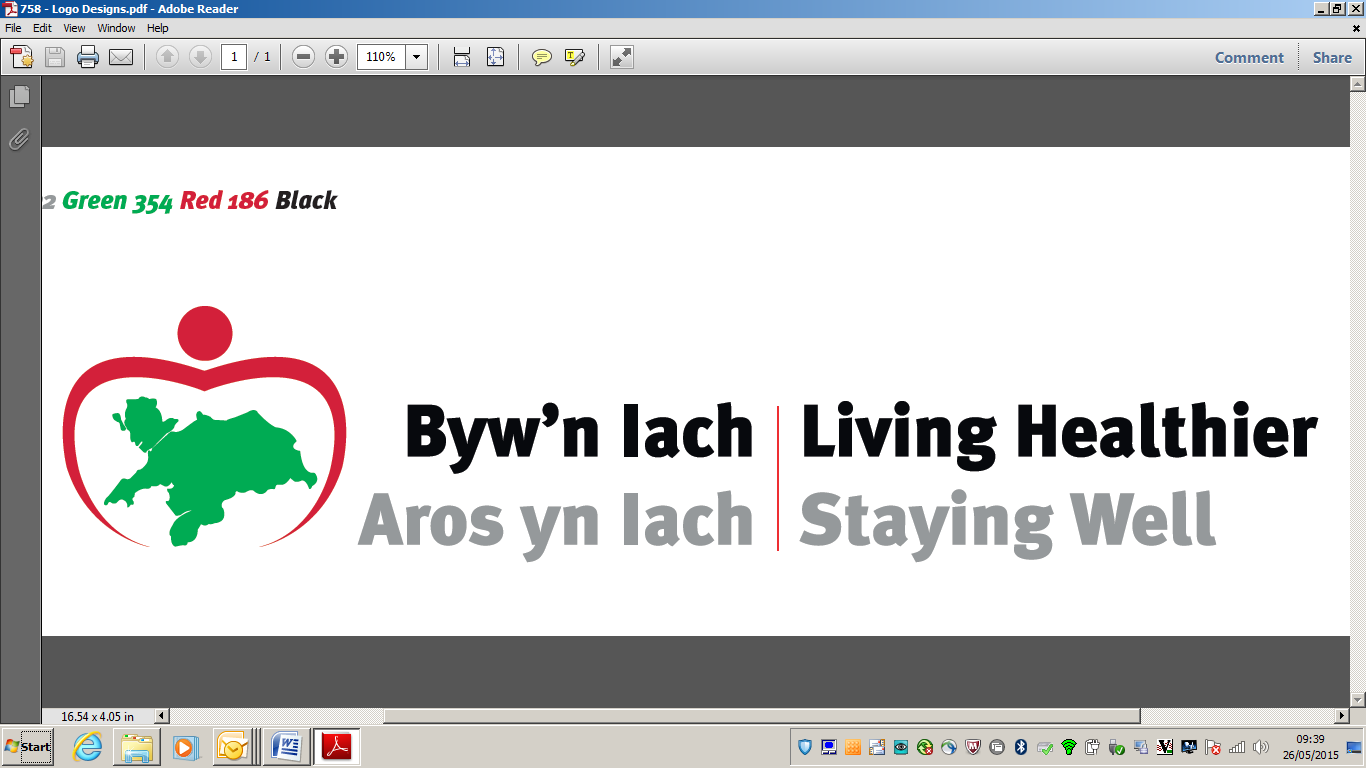 758 - Logo Designs.pdf - Adobe Reader
File Edit View Window Help
1 / 1 110% Comment Share
2 Green 354 Red 186 Black
Byw’n Iach Living Healthier
Aros yn Iach Staying Well
16.54 x 4.05 in
Start 09:39
26/05/2015